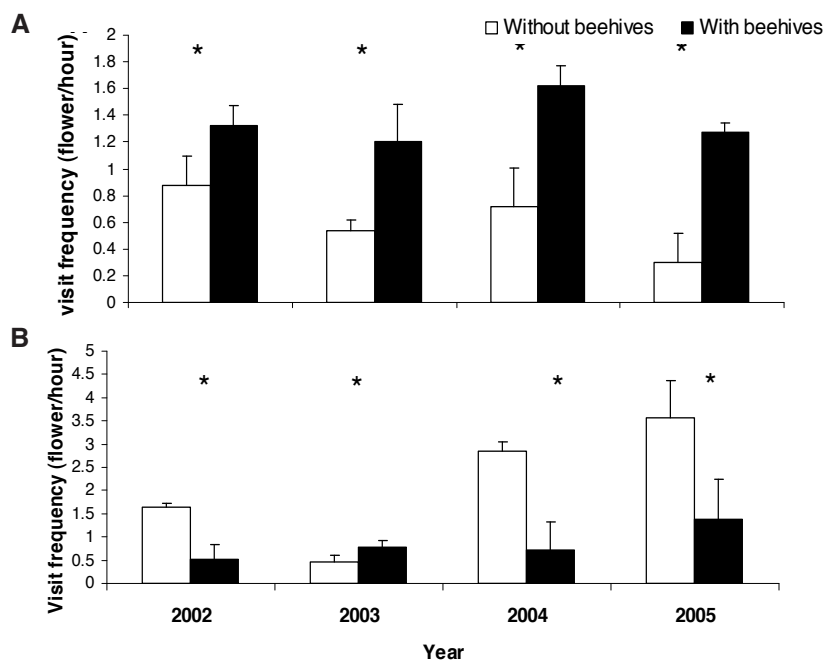 A
Without beehives With beehives
visit frequency (flower/hour)
2
1.8
1.6
1.4
1.2
1
0.8
0.6
0.4
0.2
0
* * * *
B
Visit frequency (flower/hour)
5
4.5
4
3.5
3
2.5
2
1.5
1
0.5
0
* * * *
2002 2003 2004 2005
Year